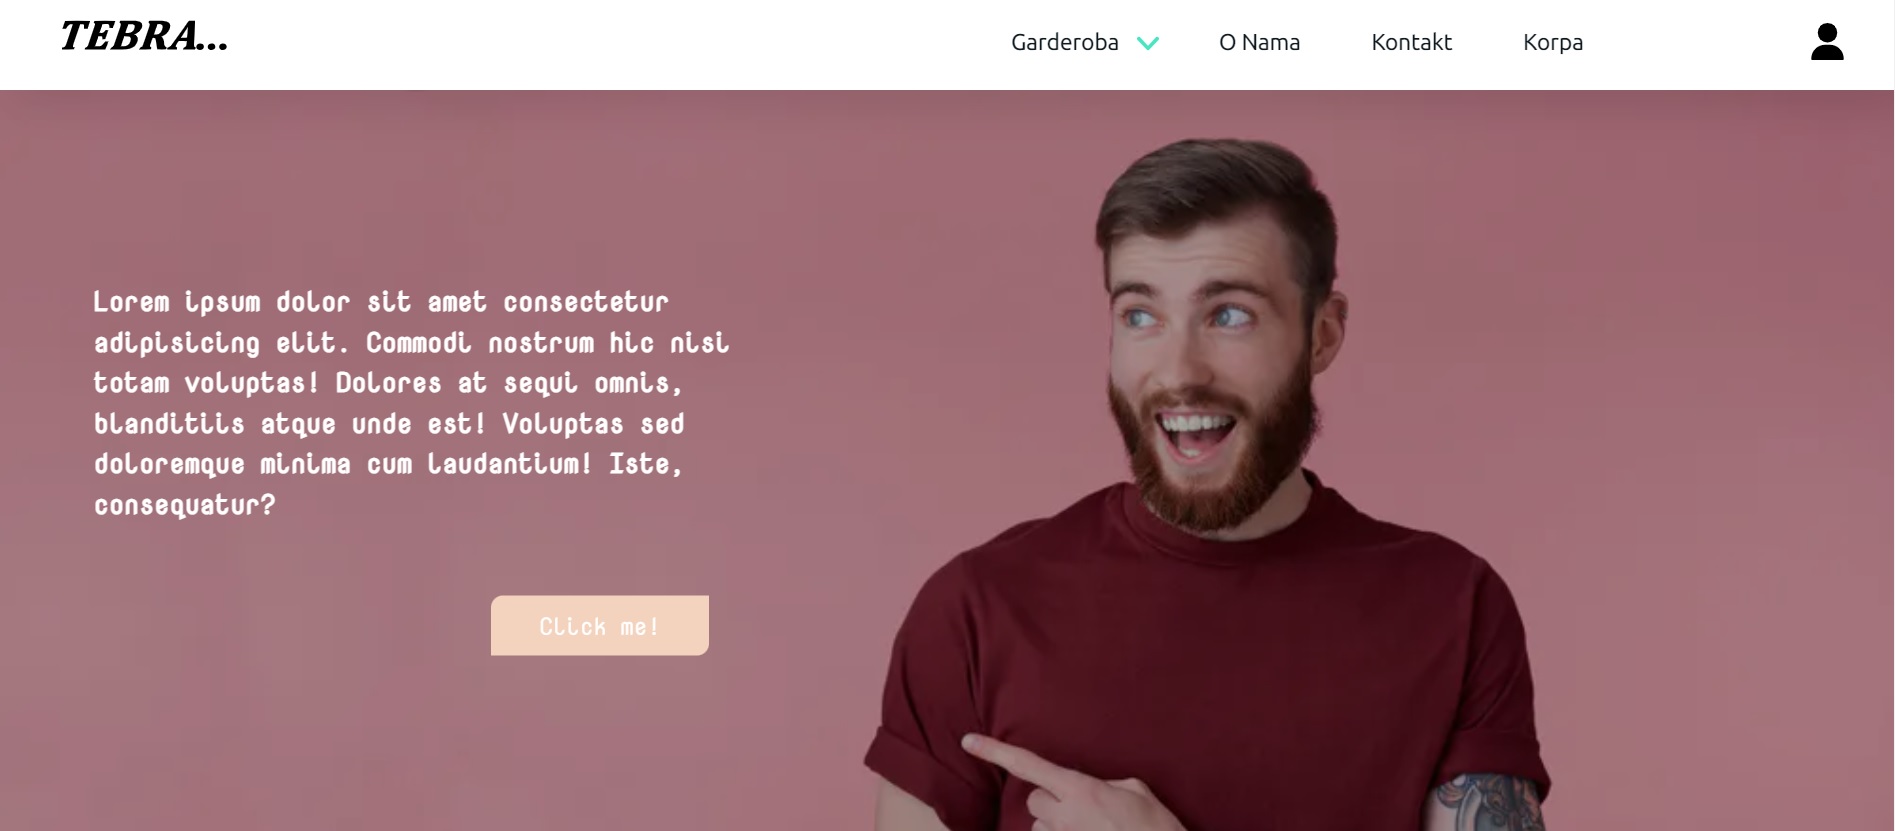 TEBRA...
Garderoba
O Nama
Kontakt
Korpa
Lorem ipsum dolor sit amet consectetur
adipisicing elit. Commodi nostrum hic nisi
totam voluptas! Dolores at sequi omnis,
blanditiis atque unde est! Voluptas sed
doloremque minima cum laudantium! Iste,
consequatur?
Click me!